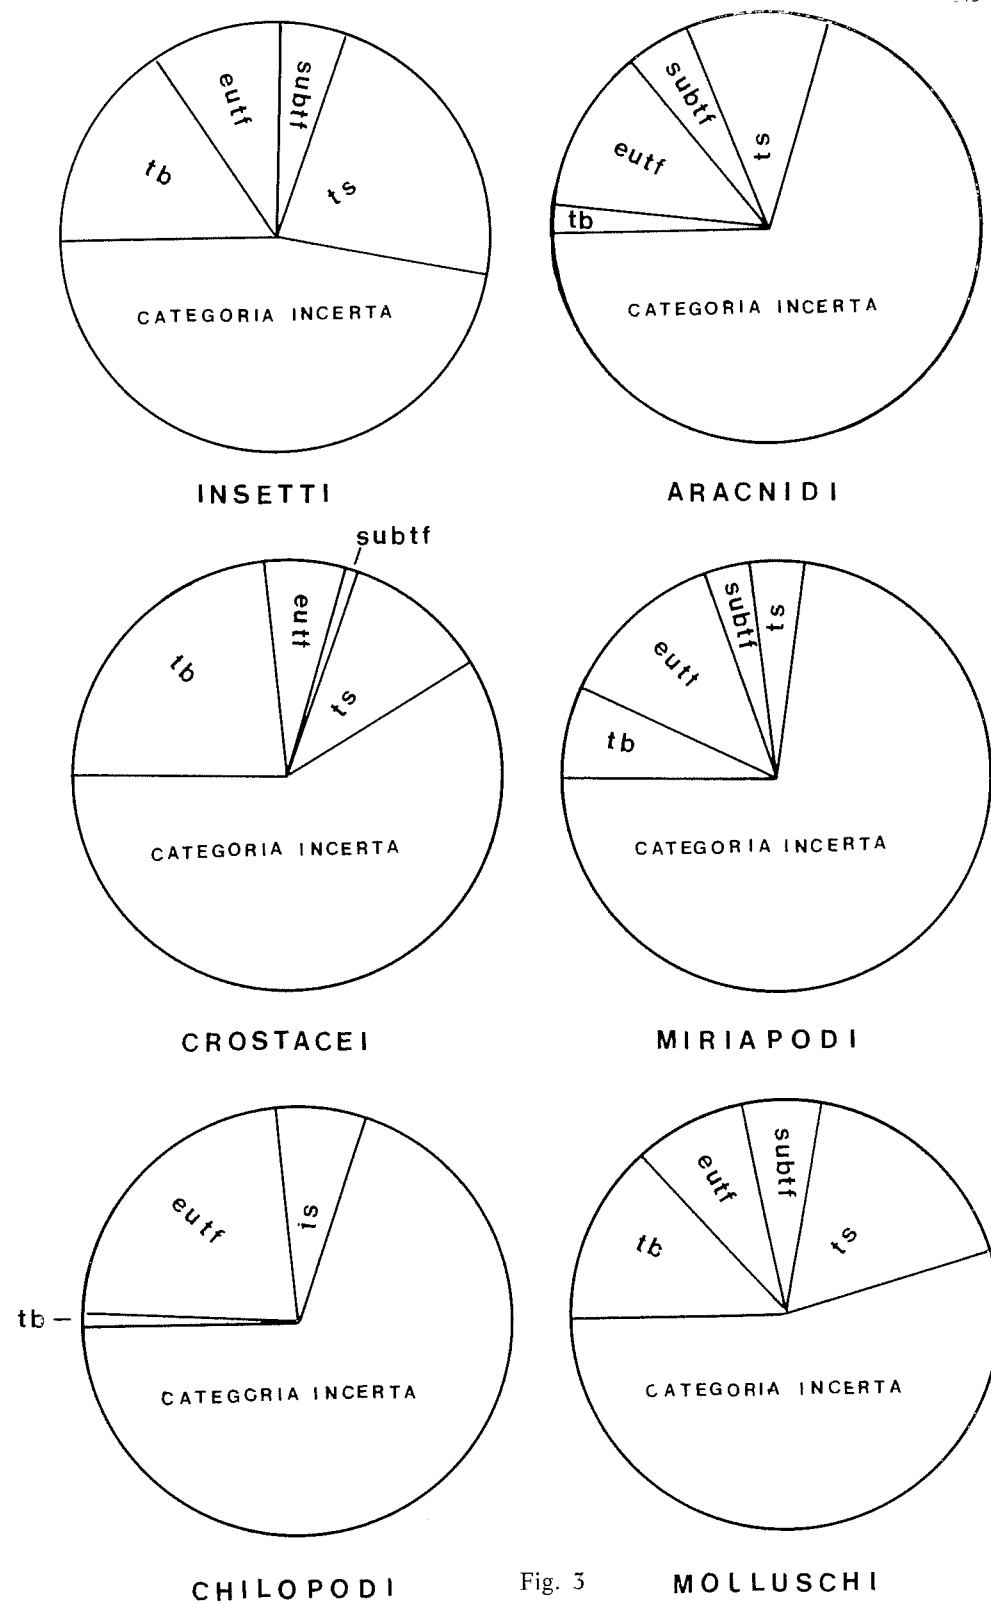 eutf
subtf
tb
ts
CATEGORIA INCERTA
INSETTI
subtf
ts
eutf
tb
CATEGORIA INCERTA
ARACNIDI
subtf
eutf
tb
ts
CATEGORIA INCERTA
CROSTACEI
subtf
ts
eutf
tb
CATEGORIA INCERTA
MIRIAPODI
eutf
ts
tb
CATEGORIA INCERTA
CHILOPODI
subtf
eutf
tb
ts
CATEGORIA INCERTA
MOLLUSCHI
Fig. 3